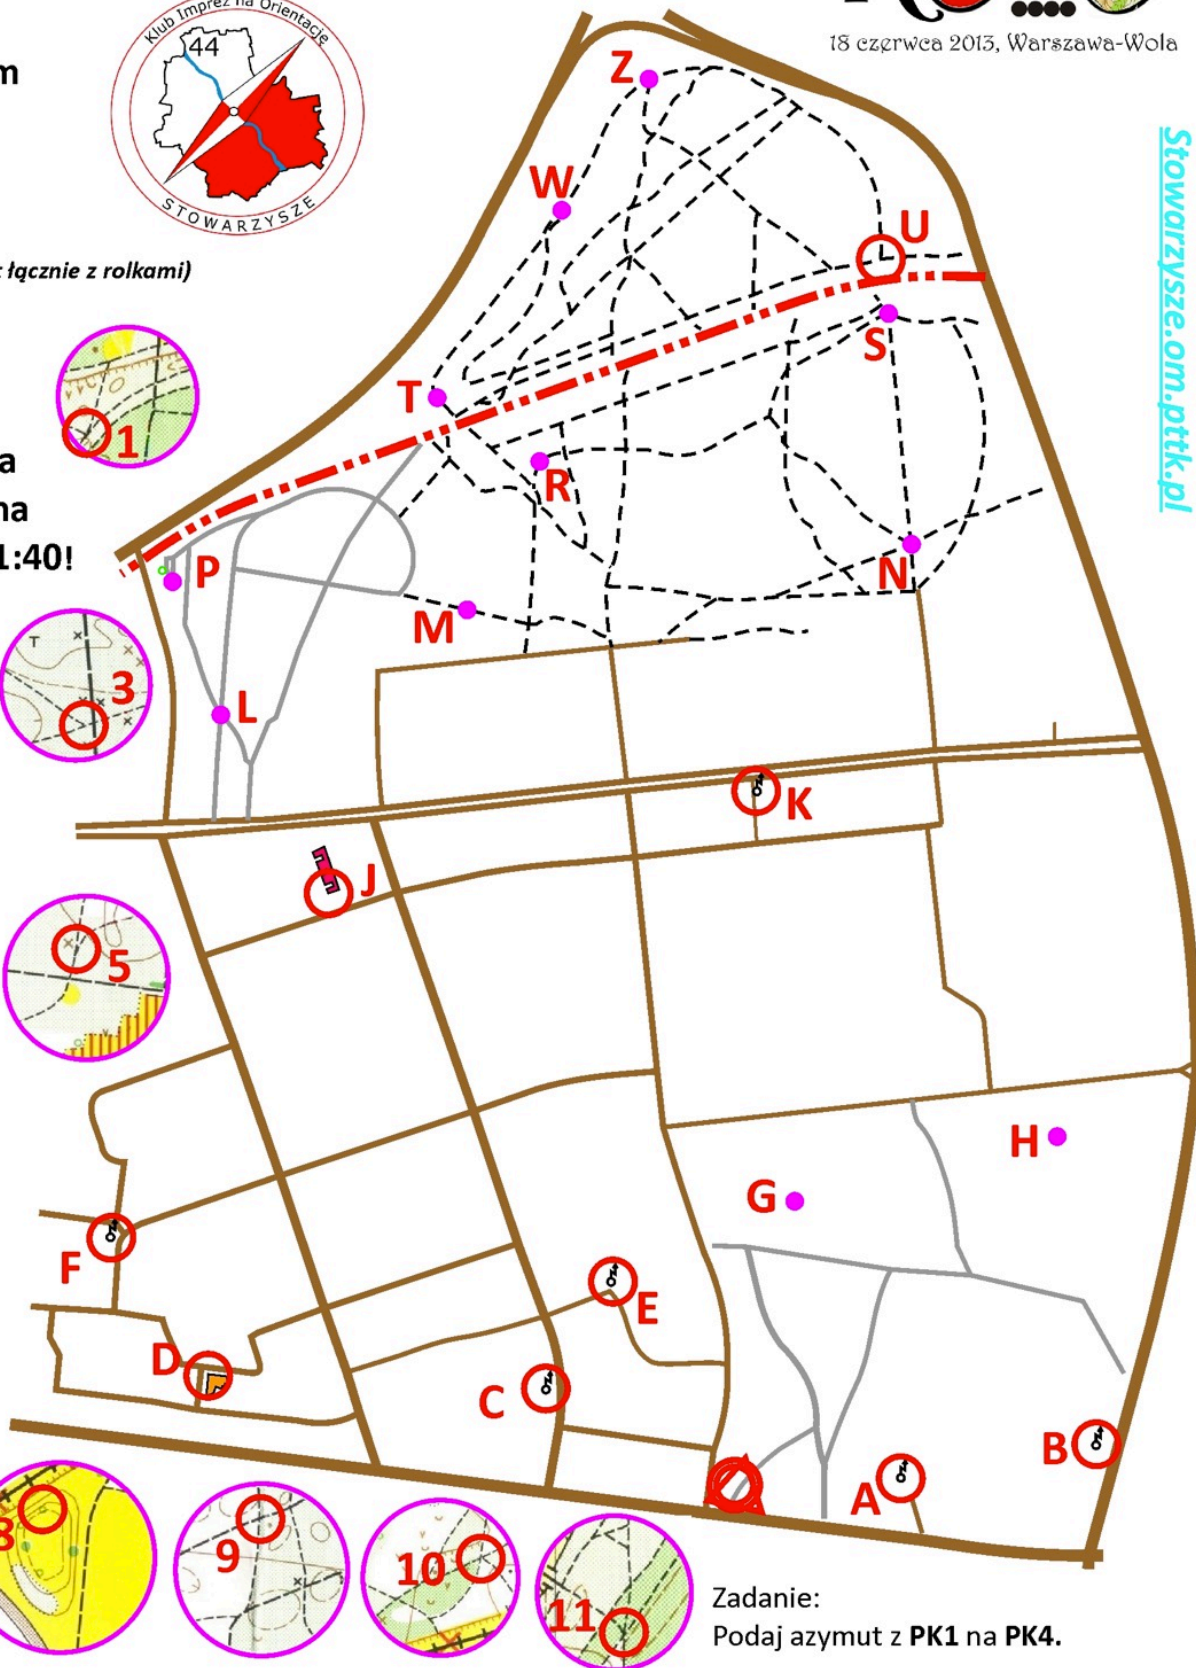 m
Klub Imprez na Orientację
44
STOWARZYSZE
18 czerwca 2013, Warszawa-Wola
Stowarzysze.om.pttk.pl
łącznie z rolkami)
a
na
1:40!
Z
W
U
S
T
R
N
P
M
L
K
J
H
G
F
E
D
C
B
A
1
3
5
8
9
10
11
Zadanie:
Podaj azymut z PK1 na PK4.